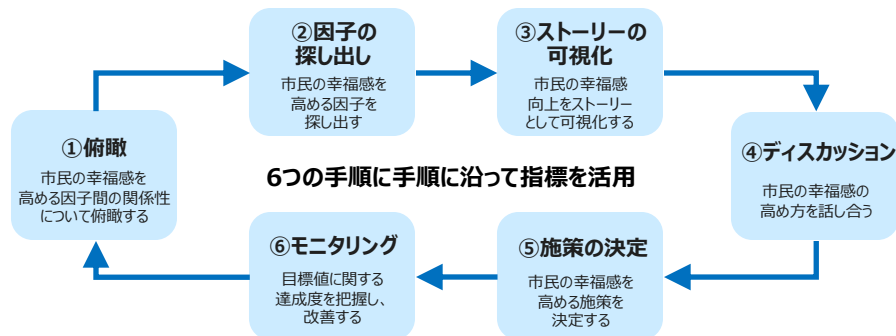 ①俯瞰
市民の幸福感を
高める因子間の関係性
について俯瞰する
②因子の
探し出し
市民の幸福感を
高める因子を
探し出す
③ストーリーの
可視化
市民の幸福感
向上をストーリー
として可視化する
④ディスカッション
市民の幸福感の
高め方を話し合う
6つの手順に手順に沿って指標を活用
⑤施策の決定
市民の幸福感を
高める施策を
決定する
⑥モニタリング
目標値に関する
達成度を把握し、
改善する